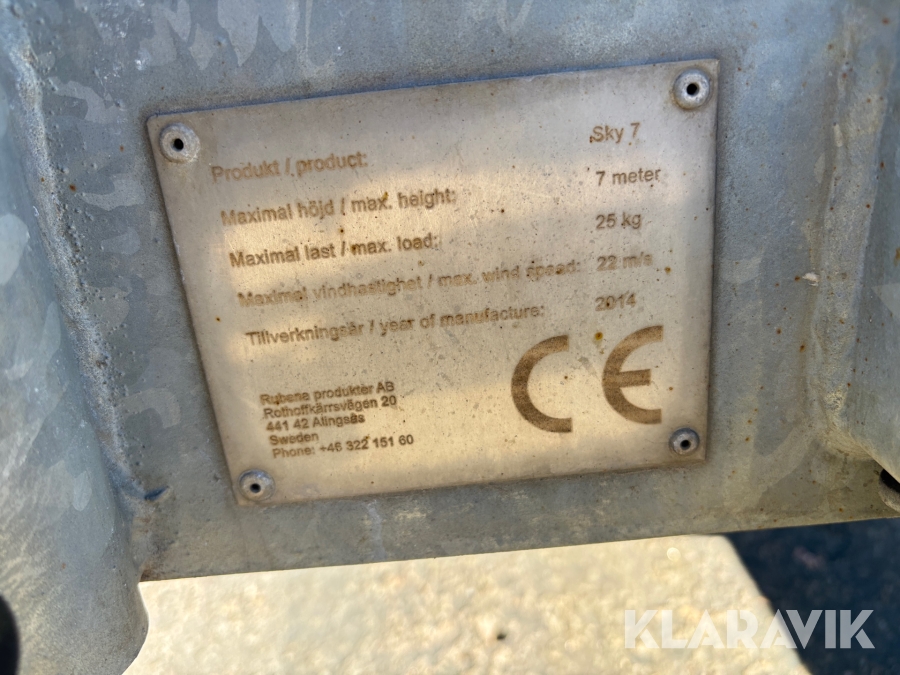 Produkt / product: Sky 7
Maximal höjd / max. height: 7 meter
Maximal last / max. load: 25 kg
Maximal vindhastighet / max. wind speed: 22 m/s
Tillverkningsår / year of manufacture: 2014
CE
Rubens produkter AB
Rothoffkärrsvägen 20
441 42 Alingsås
Sweden
Phone: +46 322 151 60
KLARAVIK